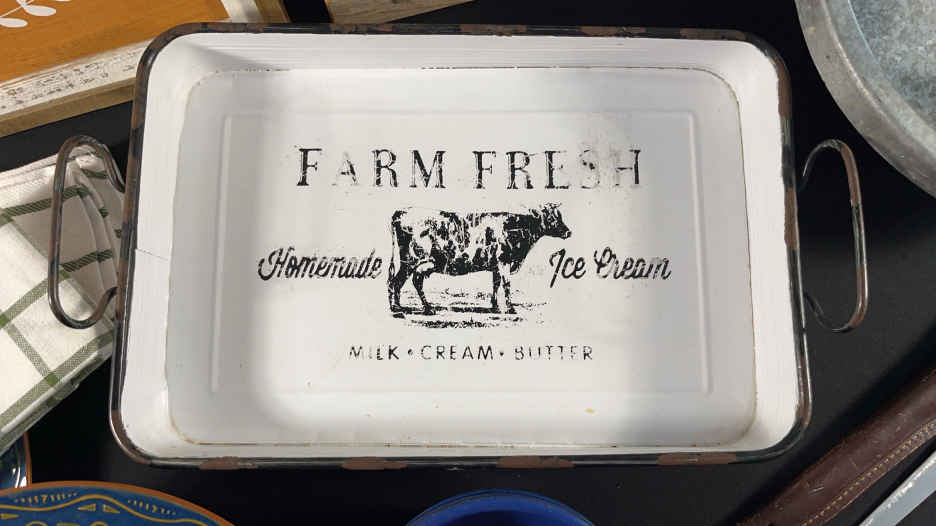 FARM FRESH
Homemade Ice Cream
MILK • CREAM • BUTTER